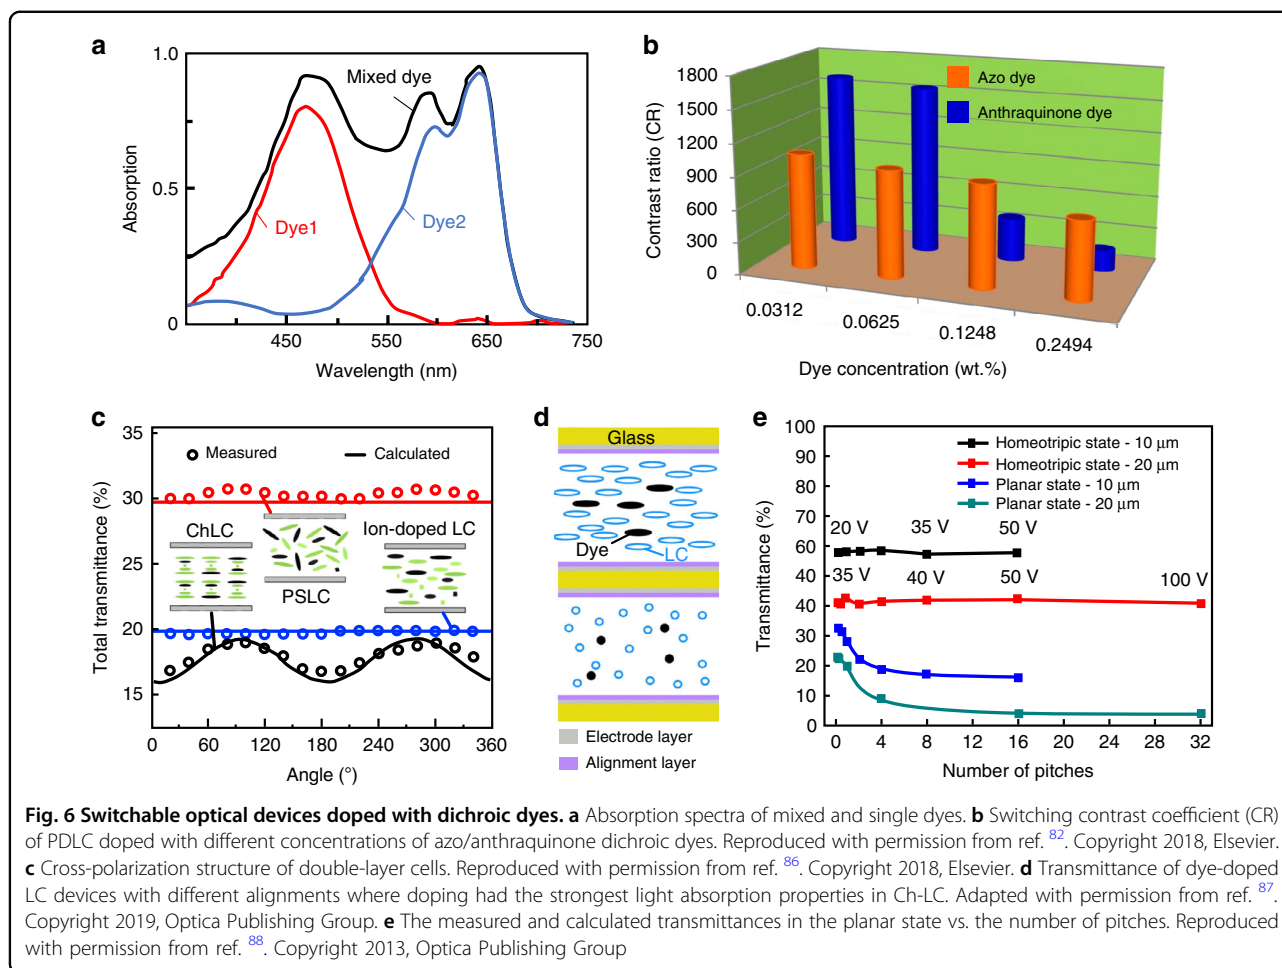 a
1.0
0.5
0
Absorption
Mixed dye
Dye1
Dye2
450
550
650
750
Wavelength (nm)
b
1800
1500
1200
900
600
300
0
Contrast ratio (CR)
Azo dye
Anthraquinone dye
0.0312
0.0625
0.1248
0.2494
Dye concentration (wt.%)
c
35
30
25
20
15
Total transmittance (%)
Measured
Calculated
ChLC
PSLC
Ion-doped LC
0
60
120
180
240
300
360
Angle (°)
d
Glass
Dye
LC
Electrode layer
Alignment layer
e
100
90
80
70
60
50
40
30
20
10
0
Transmittance (%)
Homeotripic state - 10 μm
Homeotripic state - 20 μm
Planar state - 10 μm
Planar state - 20 μm
20 V
35 V
50 V
35 V
40 V
50 V
100 V
0
4
8
12
16
20
24
28
32
Number of pitches
Fig. 6 Switchable optical devices doped with dichroic dyes. a Absorption spectra of mixed and single dyes. b Switching contrast coefficient (CR)
of PDLC doped with different concentrations of azo/anthraquinone dichroic dyes. Reproduced with permission from ref. 82. Copyright 2018, Elsevier.
c Cross-polarization structure of double-layer cells. Reproduced with permission from ref. 86. Copyright 2018, Elsevier. d Transmittance of dye-doped
LC devices with different alignments where doping had the strongest light absorption properties in Ch-LC. Adapted with permission from ref. 87.
Copyright 2019, Optica Publishing Group. e The measured and calculated transmittances in the planar state vs. the number of pitches. Reproduced
with permission from ref. 88. Copyright 2013, Optica Publishing Group